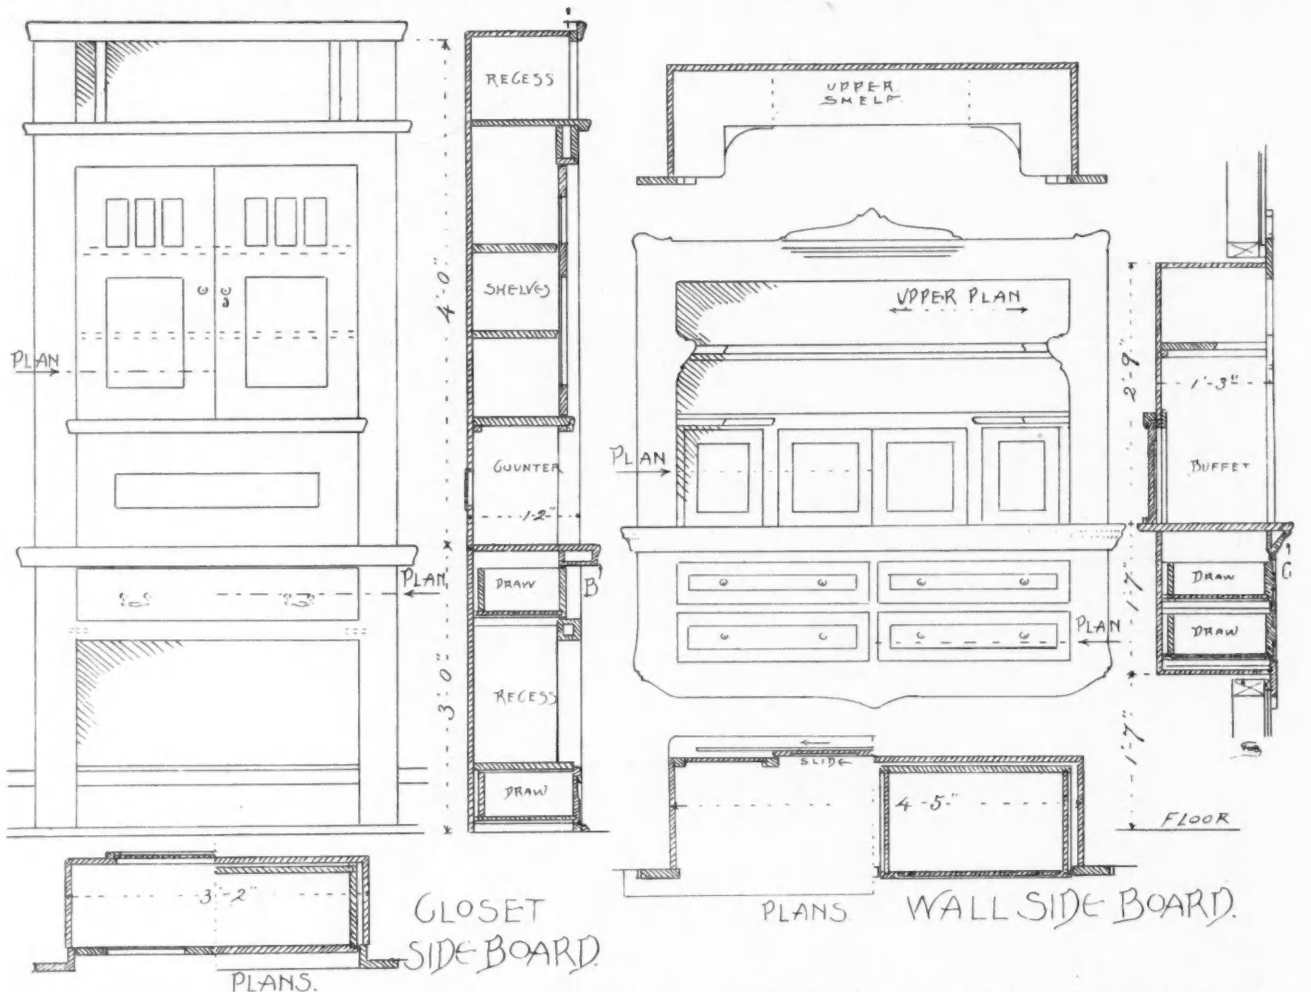 RECESS
SHELVES
COUNTER
1'-2"
DRAW
B
RECESS
DRAW
4'-0"
3'-0"
PLAN
PLAN
3'-2"
PLANS.
CLOSET
SIDE BOARD.
UPPER
SHELF.
UPPER PLAN
PLAN
PLAN
2'-9"
1'-3"
BUFFET
1'-7"
DRAW
C
DRAW
1'-7"
FLOOR
SLIDE
4-5"
PLANS.
WALL SIDE BOARD.